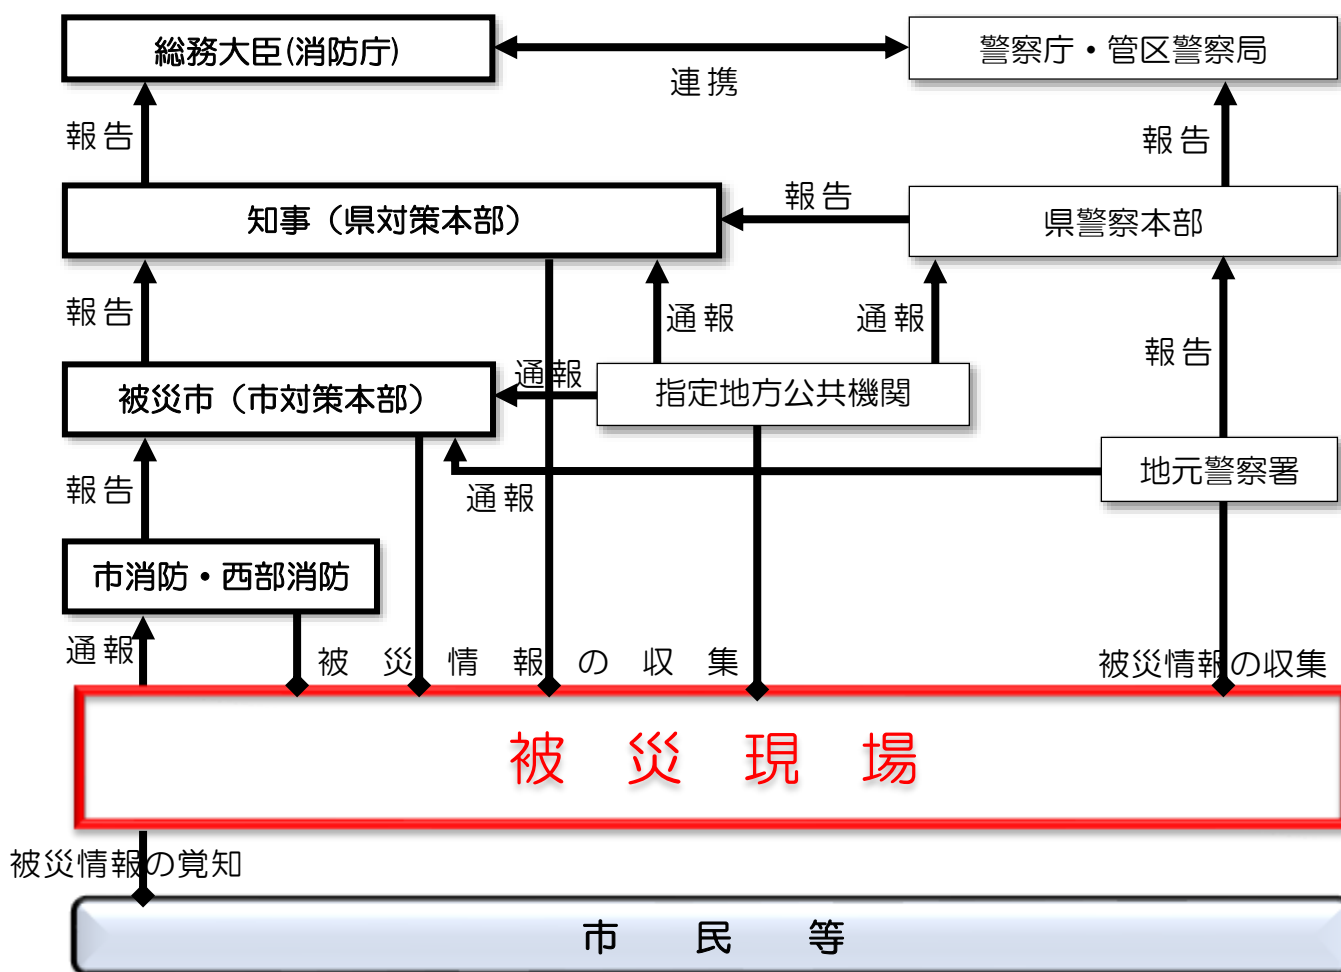 総務大臣(消防庁)
警察庁・管区警察局
連携
報告
報告
知事（県対策本部）
報告
県警察本部
報告
通報
通報
報告
被災市（市対策本部）
通報
指定地方公共機関
地元警察署
報告
通報
市消防・西部消防
通報
被災情報の収集
被災情報の収集
被災現場
被災情報の覚知
市民等